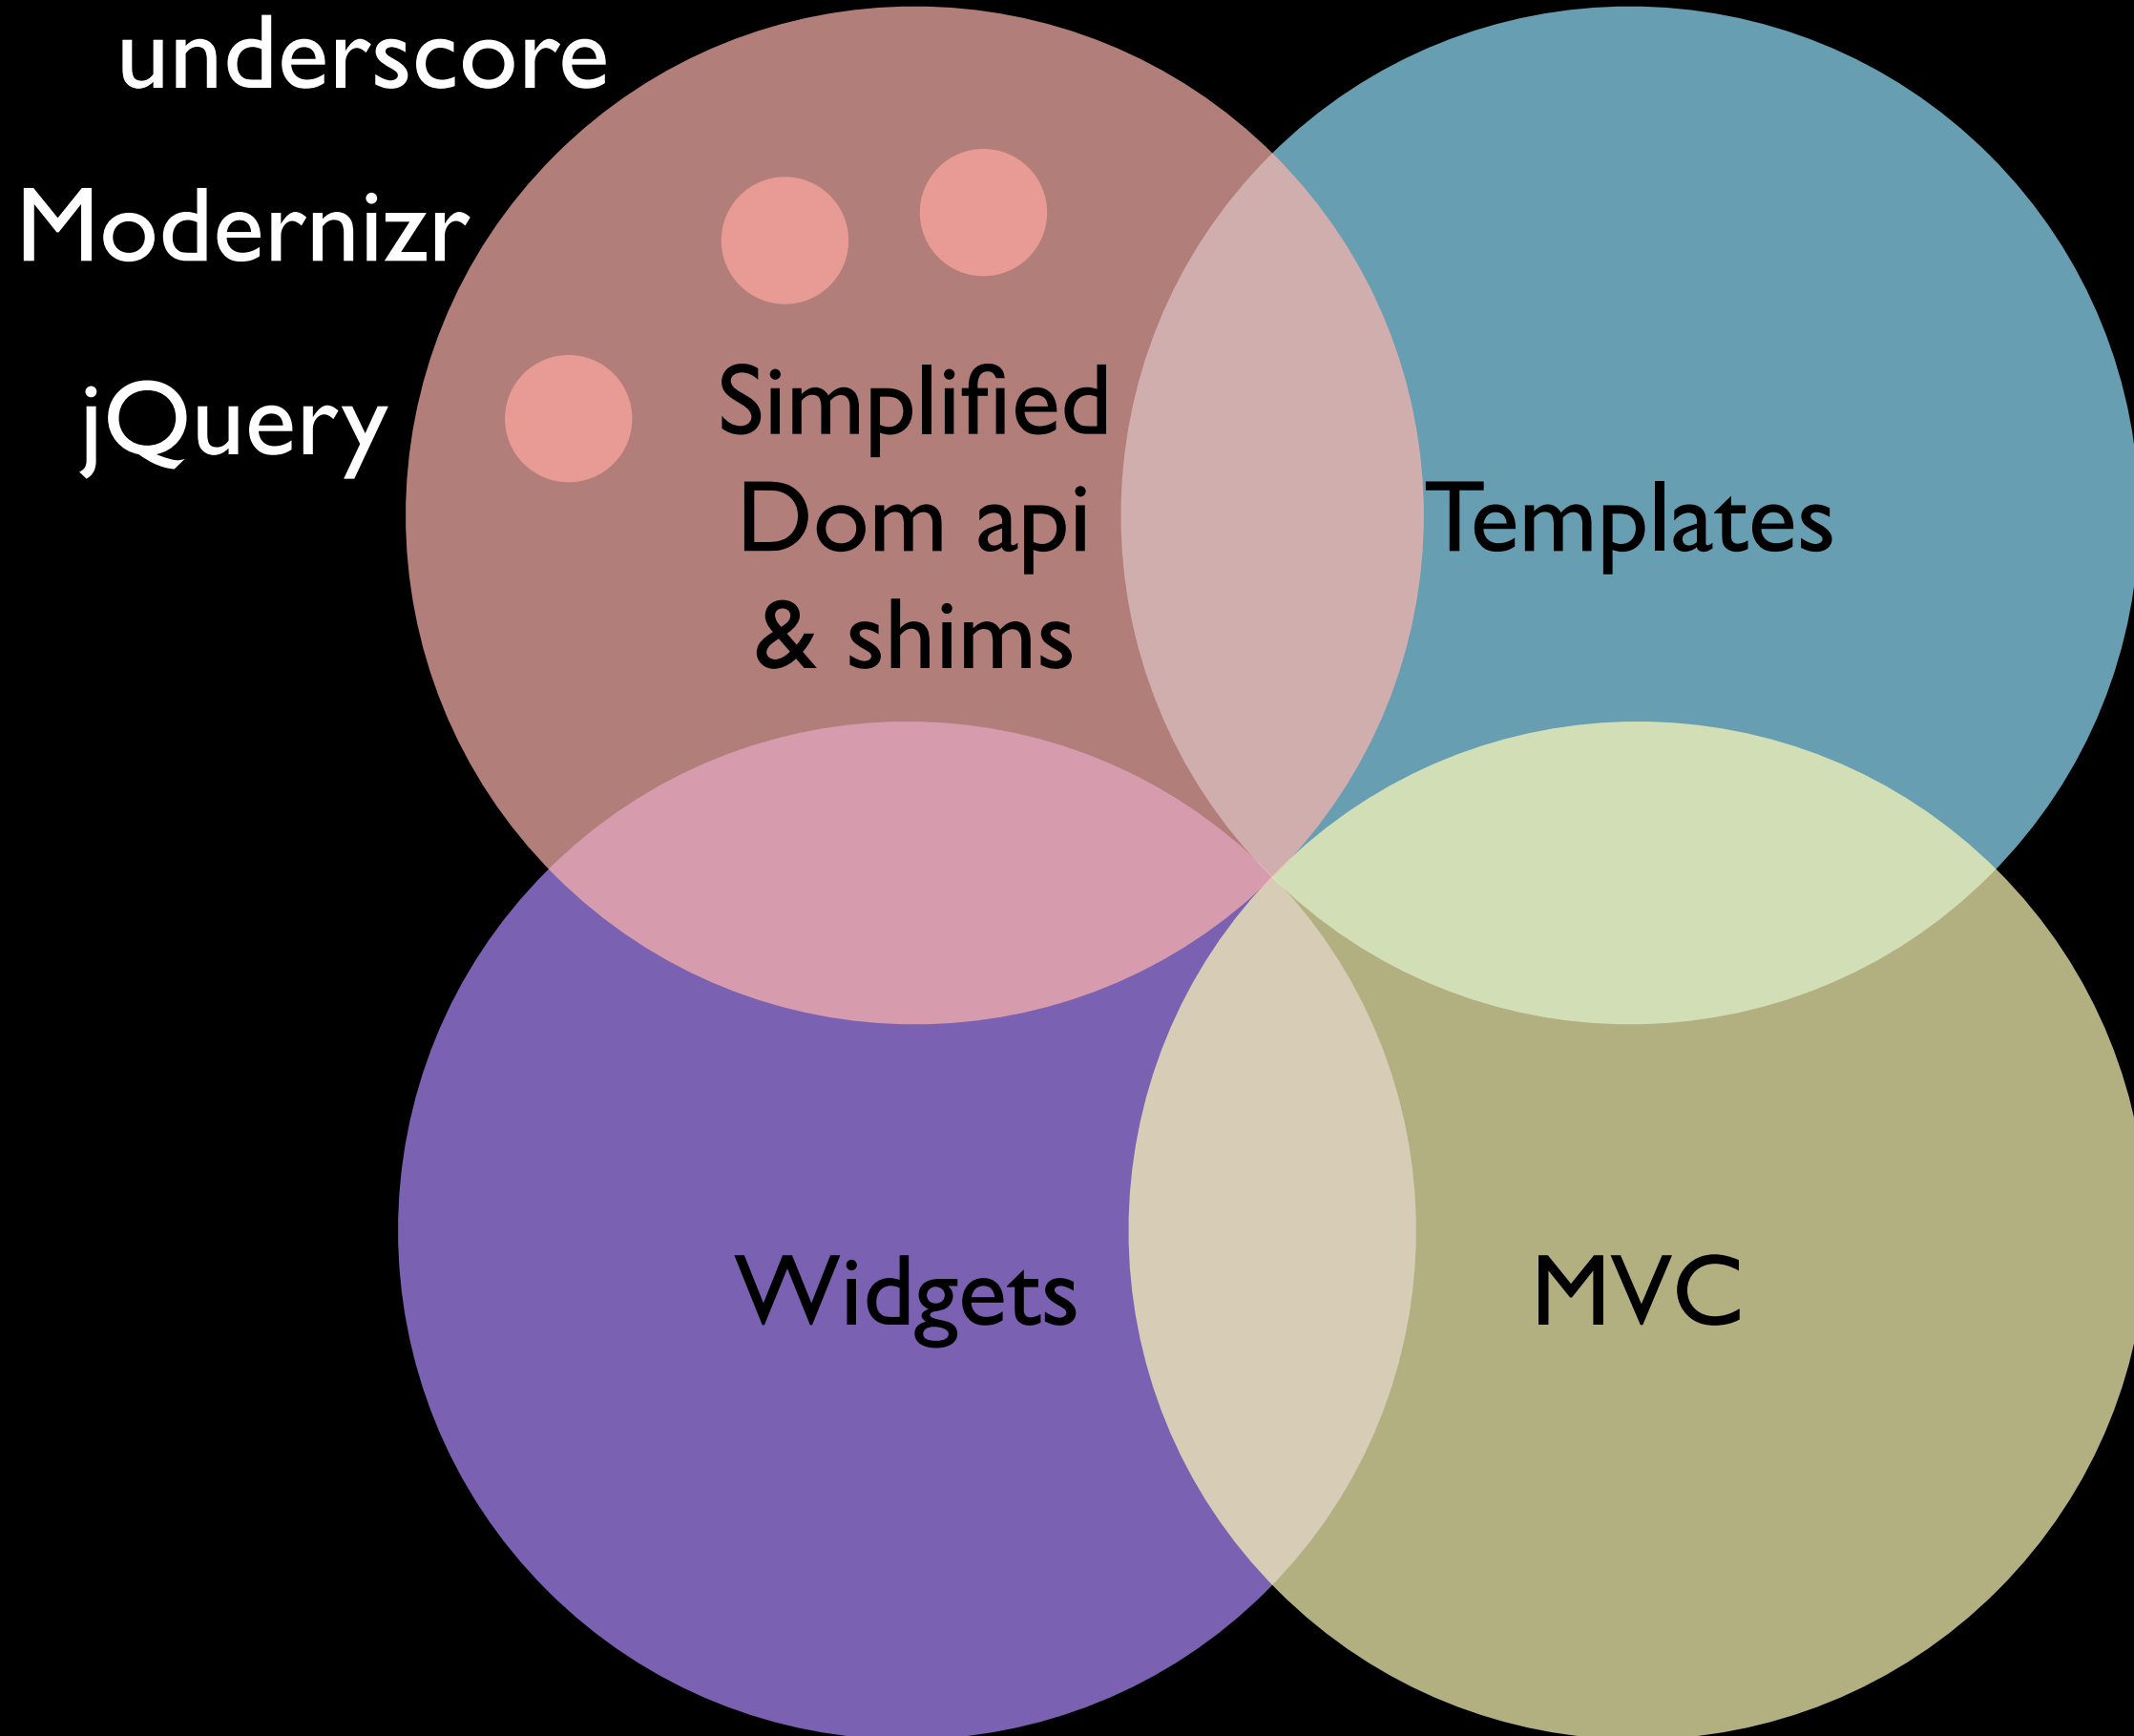 underscore
Modernizr
jQuery
Simplified
Dom api
& shims
Templates
Widgets
MVC